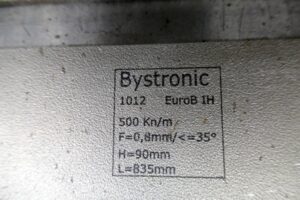 Bystronic
1012 EuroB IH
500 Kn/m
F=0,8mm/<=35°
H=90mm
L=835mm